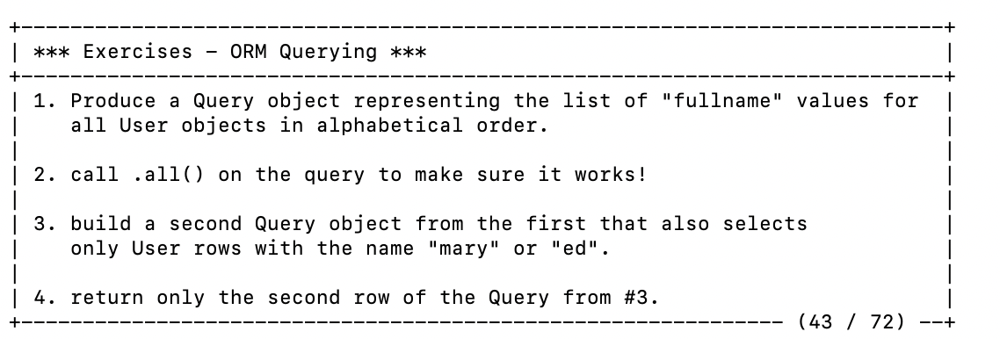 +---------------------------------------------------------------------------+
| *** Exercises - ORM Querying *** |
+---------------------------------------------------------------------------+
| 1. Produce a Query object representing the list of "fullname" values for |
| all User objects in alphabetical order. |
| |
| 2. call .all() on the query to make sure it works! |
| |
| 3. build a second Query object from the first that also selects |
| only User rows with the name "mary" or "ed". |
| |
| 4. return only the second row of the Query from #3. |
+-------------------------------------------------------------- (43 / 72) --+